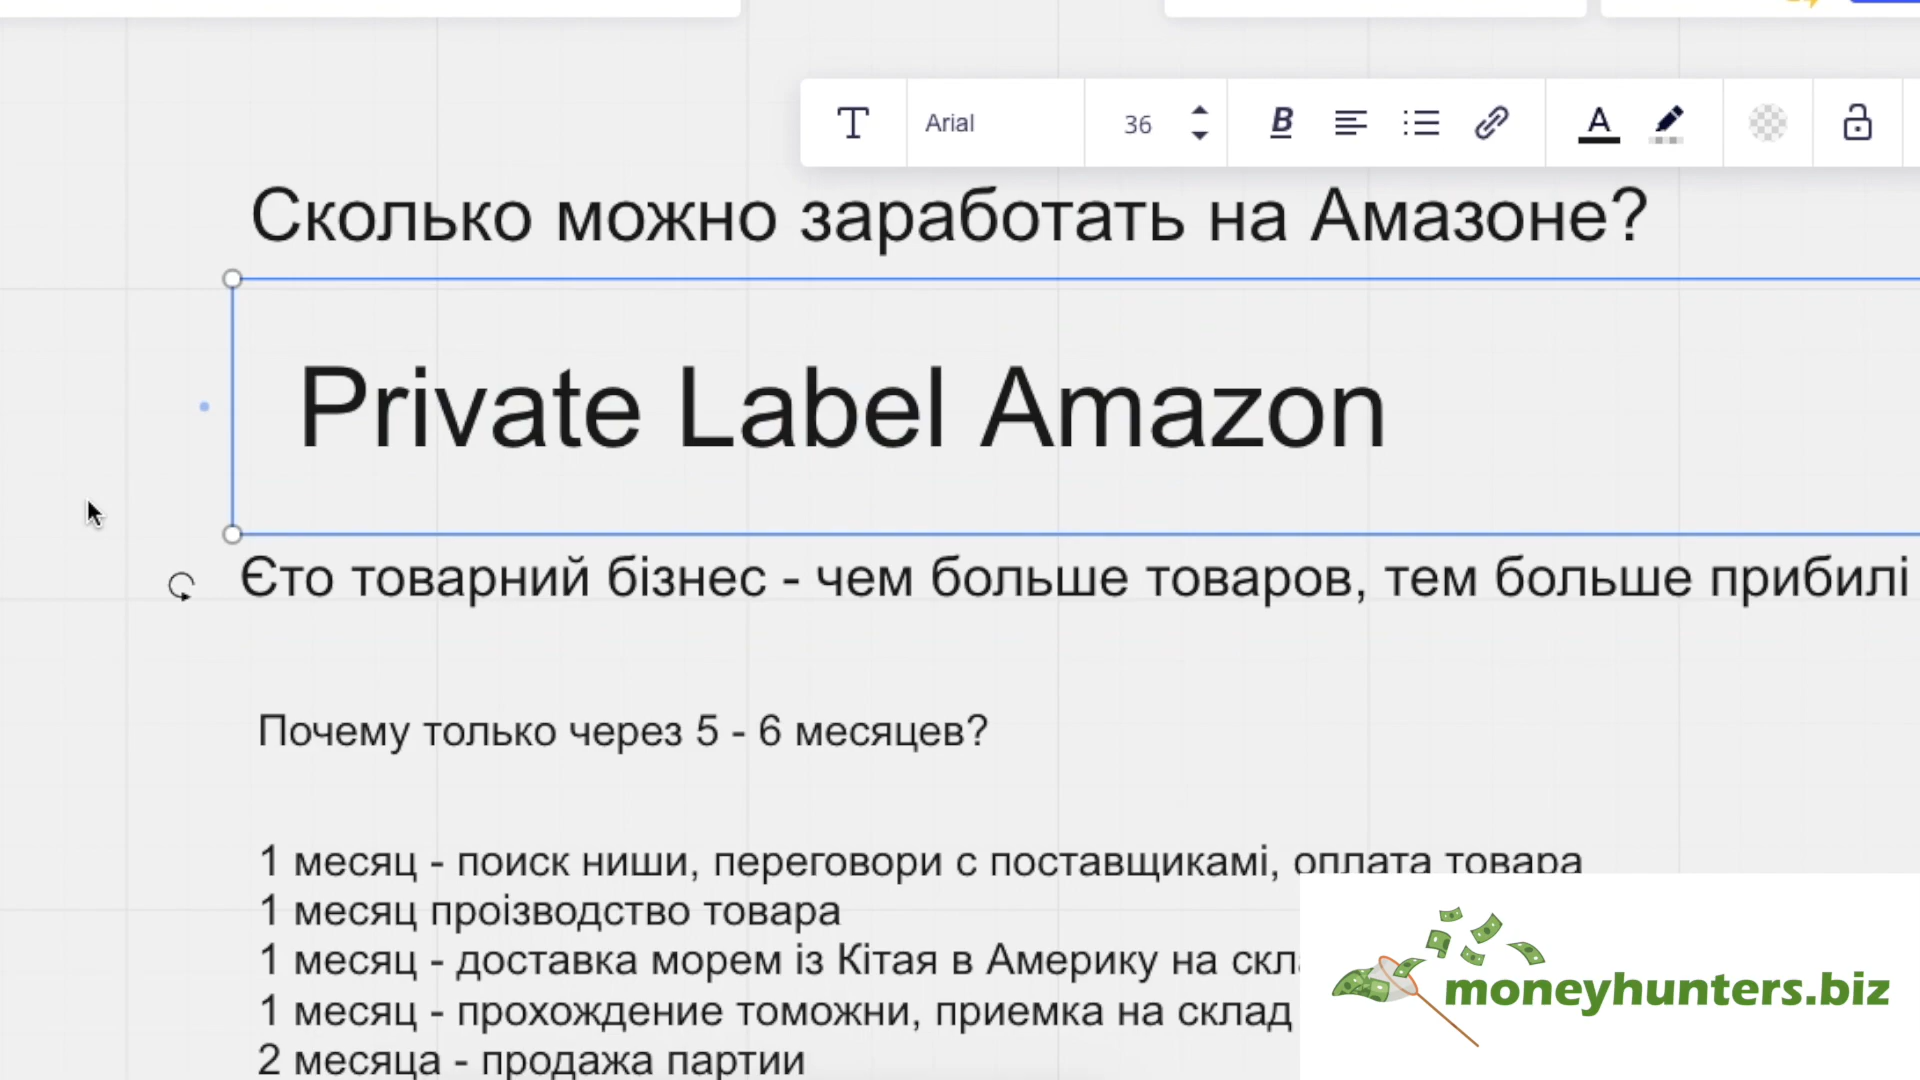 Arial
36
B
A
Сколько можно заработать на Амазоне?
Private Label Amazon
Єто товарний бізнес - чем больше товаров, тем больше прибилі
Почему только через 5 - 6 месяцев?
1 месяц - поиск ниши, переговори с поставщикамі, оплата товара
1 месяц проізводство товара
1 месяц - доставка морем із Кітая в Америку на
1 месяц - прохождение томожни, приемка на склад
2 месяца - продажа партии
moneyhunters.biz